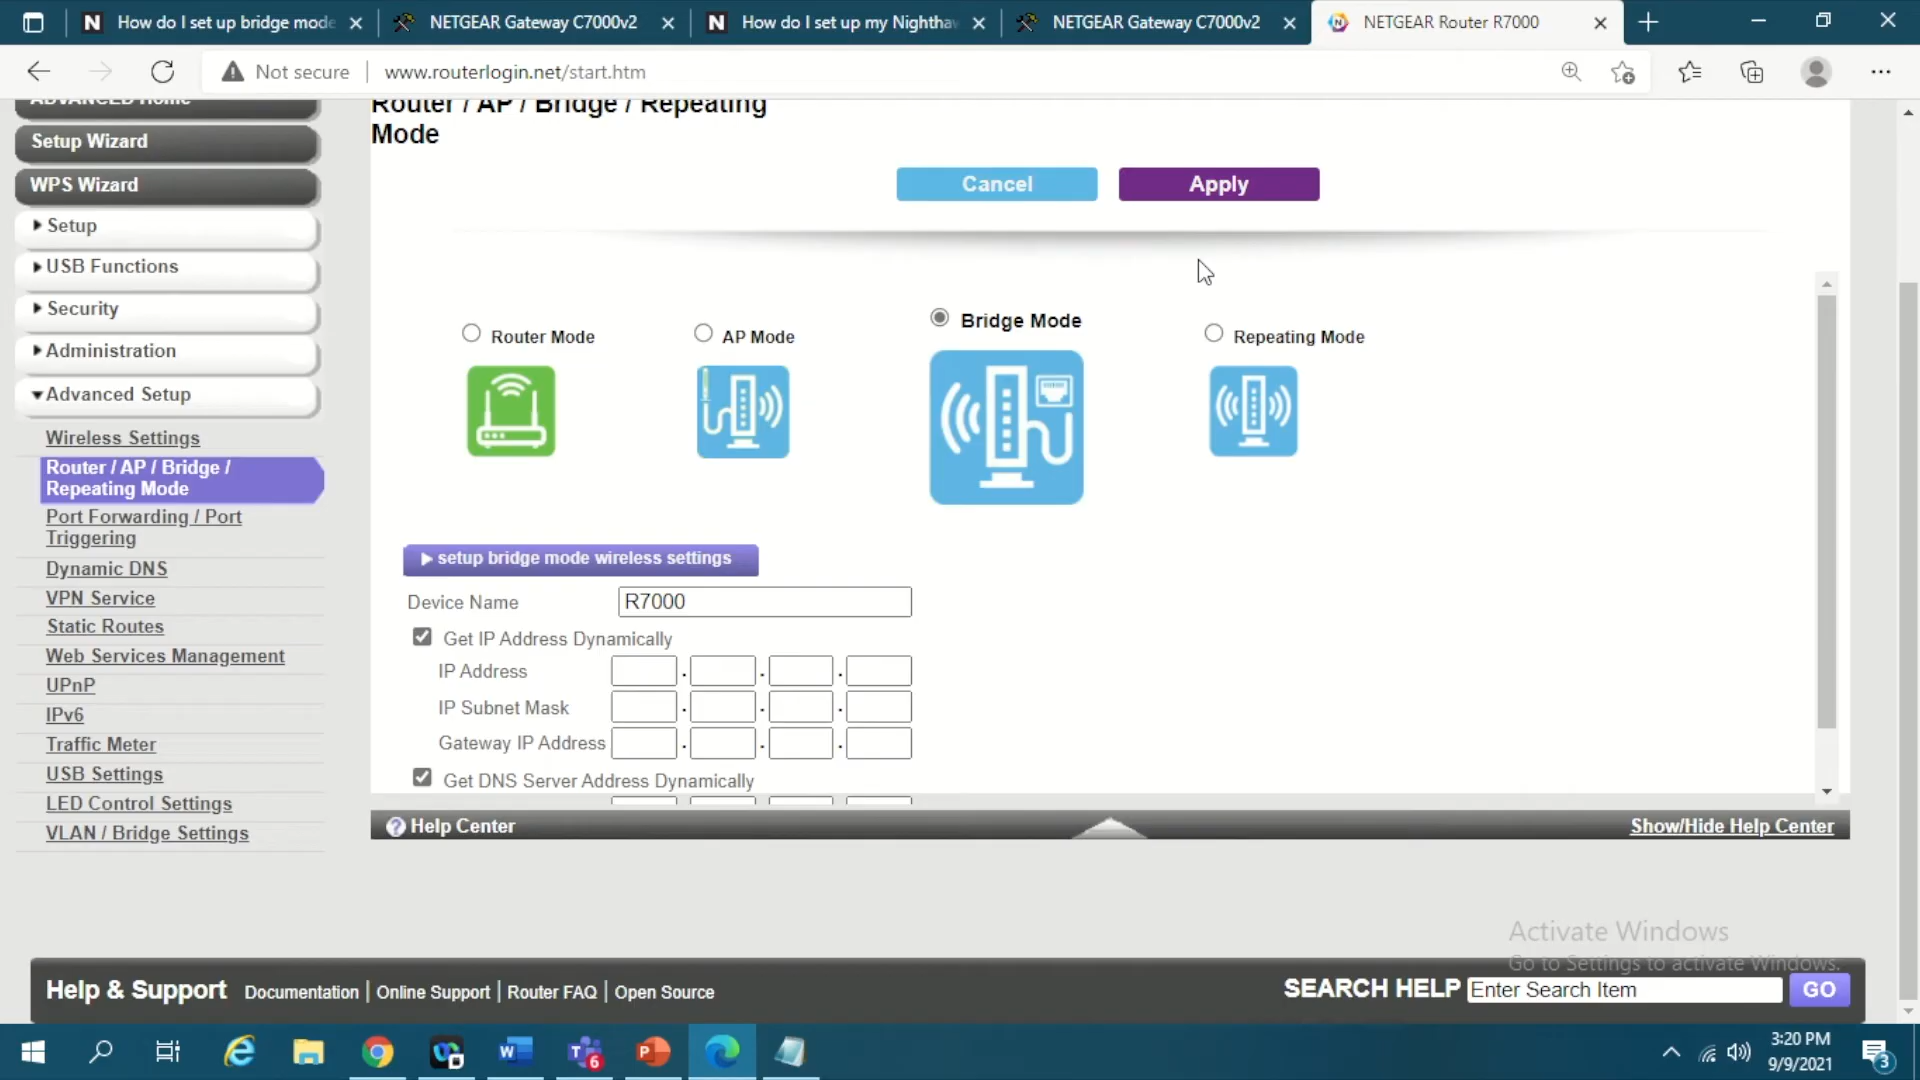 How do I set up bridge mode
NETGEAR Gateway C7000v2
How do I set up my Nighthaw
NETGEAR Gateway C7000v2
NETGEAR Router R7000
Not secure
www.routerlogin.net/start.htm
ADVANCED Home
Setup Wizard
WPS Wizard
Setup
USB Functions
Security
Administration
Advanced Setup
Wireless Settings
Router / AP / Bridge /
Repeating Mode
Port Forwarding / Port
Triggering
Dynamic DNS
VPN Service
Static Routes
Web Services Management
UPnP
IPv6
Traffic Meter
USB Settings
LED Control Settings
VLAN / Bridge Settings
Router / AP / Bridge / Repeating
Mode
Cancel
Apply
Router Mode
AP Mode
Bridge Mode
Repeating Mode
setup bridge mode wireless settings
Device Name R7000
Get IP Address Dynamically
IP Address . . .
IP Subnet Mask . . .
Gateway IP Address . . .
Get DNS Server Address Dynamically
? Help Center
Show/Hide Help Center
Activate Windows
Go to Settings to activate Windows.
Help & Support Documentation | Online Support | Router FAQ | Open Source
SEARCH HELP Enter Search Item GO
6
3:20 PM
9/9/2021
3